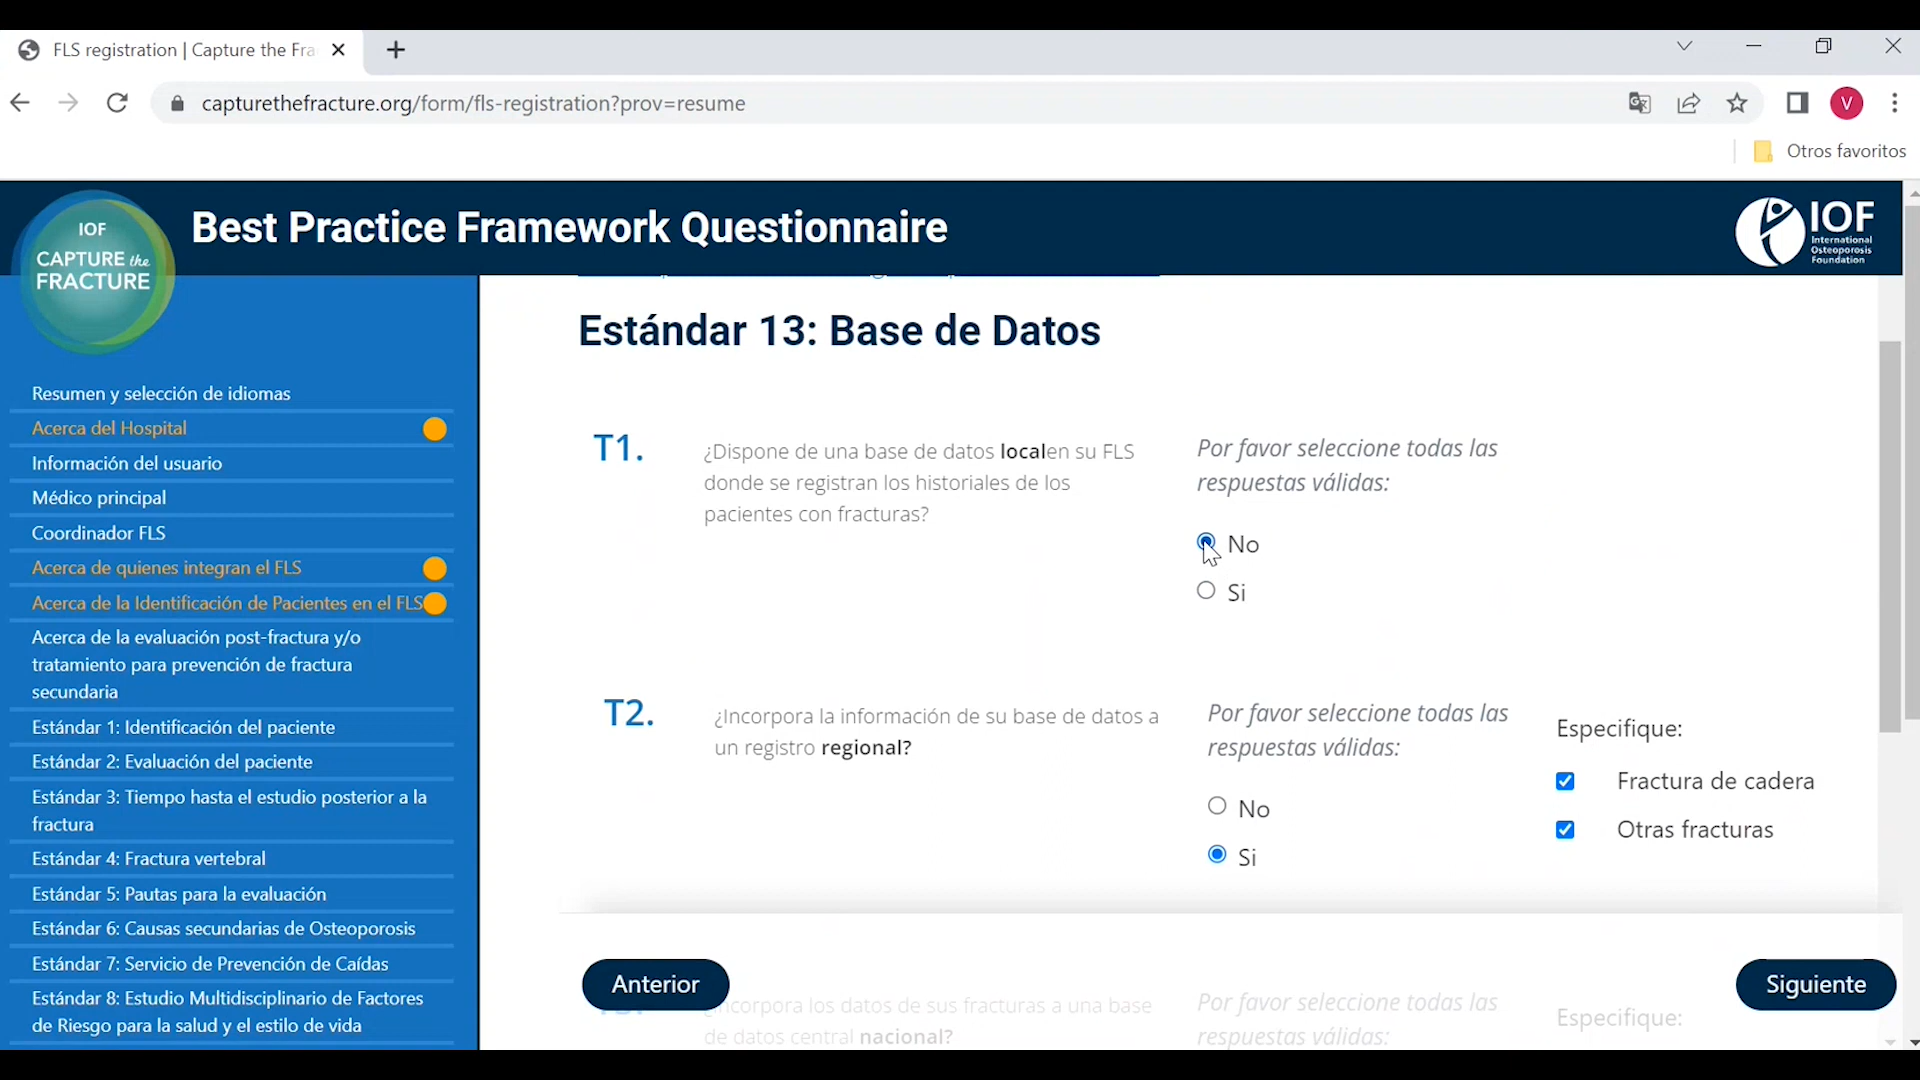 FLS registration | Capture the Fra
capturethefracture.org/form/fls-registration?prov=resume
V
Otros favoritos
IOF
CAPTURE the
FRACTURE
Best Practice Framework Questionnaire
IOF
International
Osteoporosis
Foundation
Resumen y selección de idiomas
Acerca del Hospital
Información del usuario
Médico principal
Coordinador FLS
Acerca de quienes integran el FLS
Acerca de la Identificación de Pacientes en el FLS
Acerca de la evaluación post-fractura y/o
tratamiento para prevención de fractura
secundaria
Estándar 1: Identificación del paciente
Estándar 2: Evaluación del paciente
Estándar 3: Tiempo hasta el estudio posterior a la
fractura
Estándar 4: Fractura vertebral
Estándar 5: Pautas para la evaluación
Estándar 6: Causas secundarias de Osteoporosis
Estándar 7: Servicio de Prevención de Caídas
Estándar 8: Estudio Multidisciplinario de Factores
de Riesgo para la salud y el estilo de vida
Estándar 13: Base de Datos
T1.
¿Dispone de una base de datos localen su FLS
donde se registran los historiales de los
pacientes con fracturas?
Por favor seleccione todas las
respuestas válidas:
No
Si
T2.
¿Incorpora la información de su base de datos a
un registro regional?
Por favor seleccione todas las
respuestas válidas:
No
Si
Especifique:
Fractura de cadera
Otras fracturas
Anterior
Siguiente
incorpora los datos de sus fracturas a una base
de datos central nacional?
Por favor seleccione todas las
respuestas válidas:
Especifique: